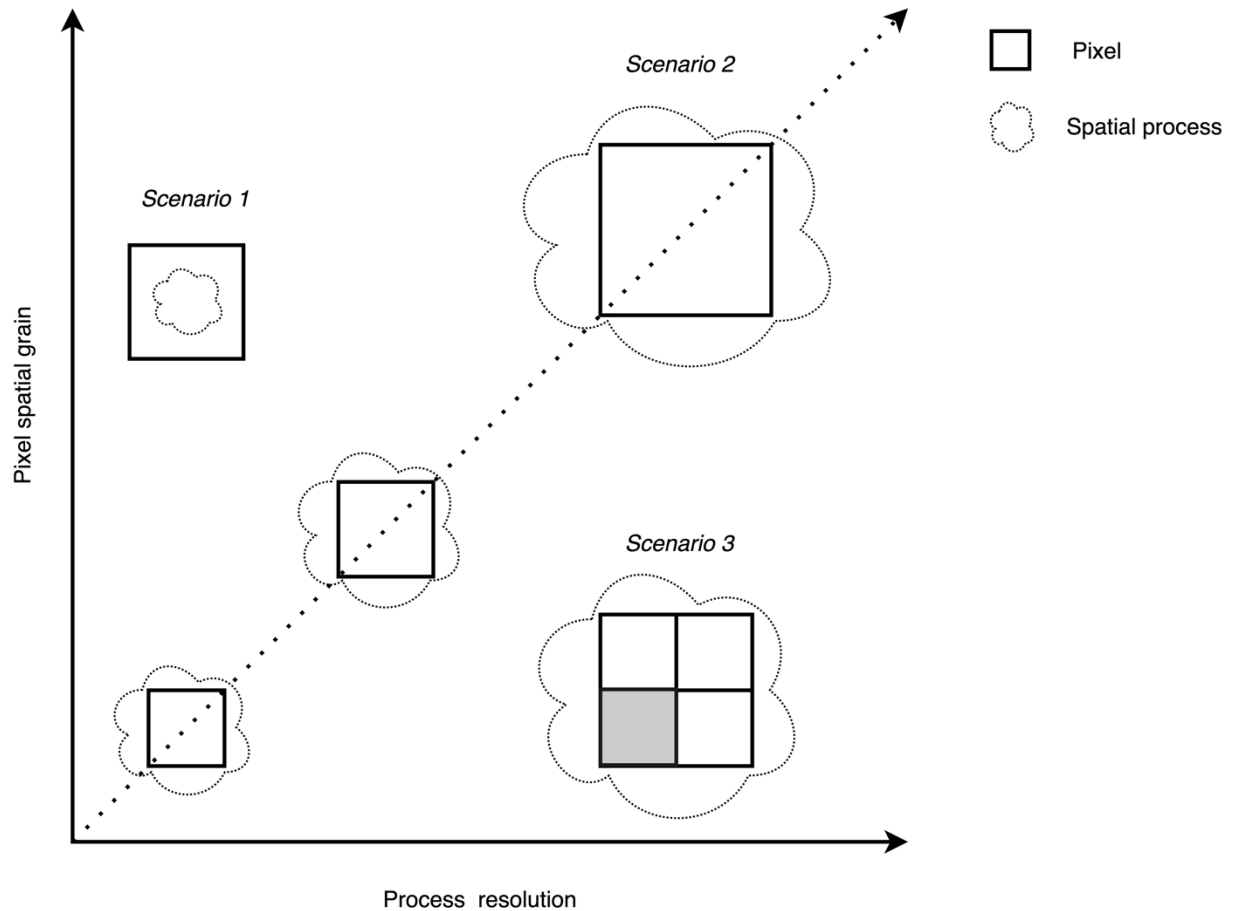 Scenario 2
Pixel
Spatial process
Scenario 1
Pixel spatial grain
Scenario 3
Process resolution